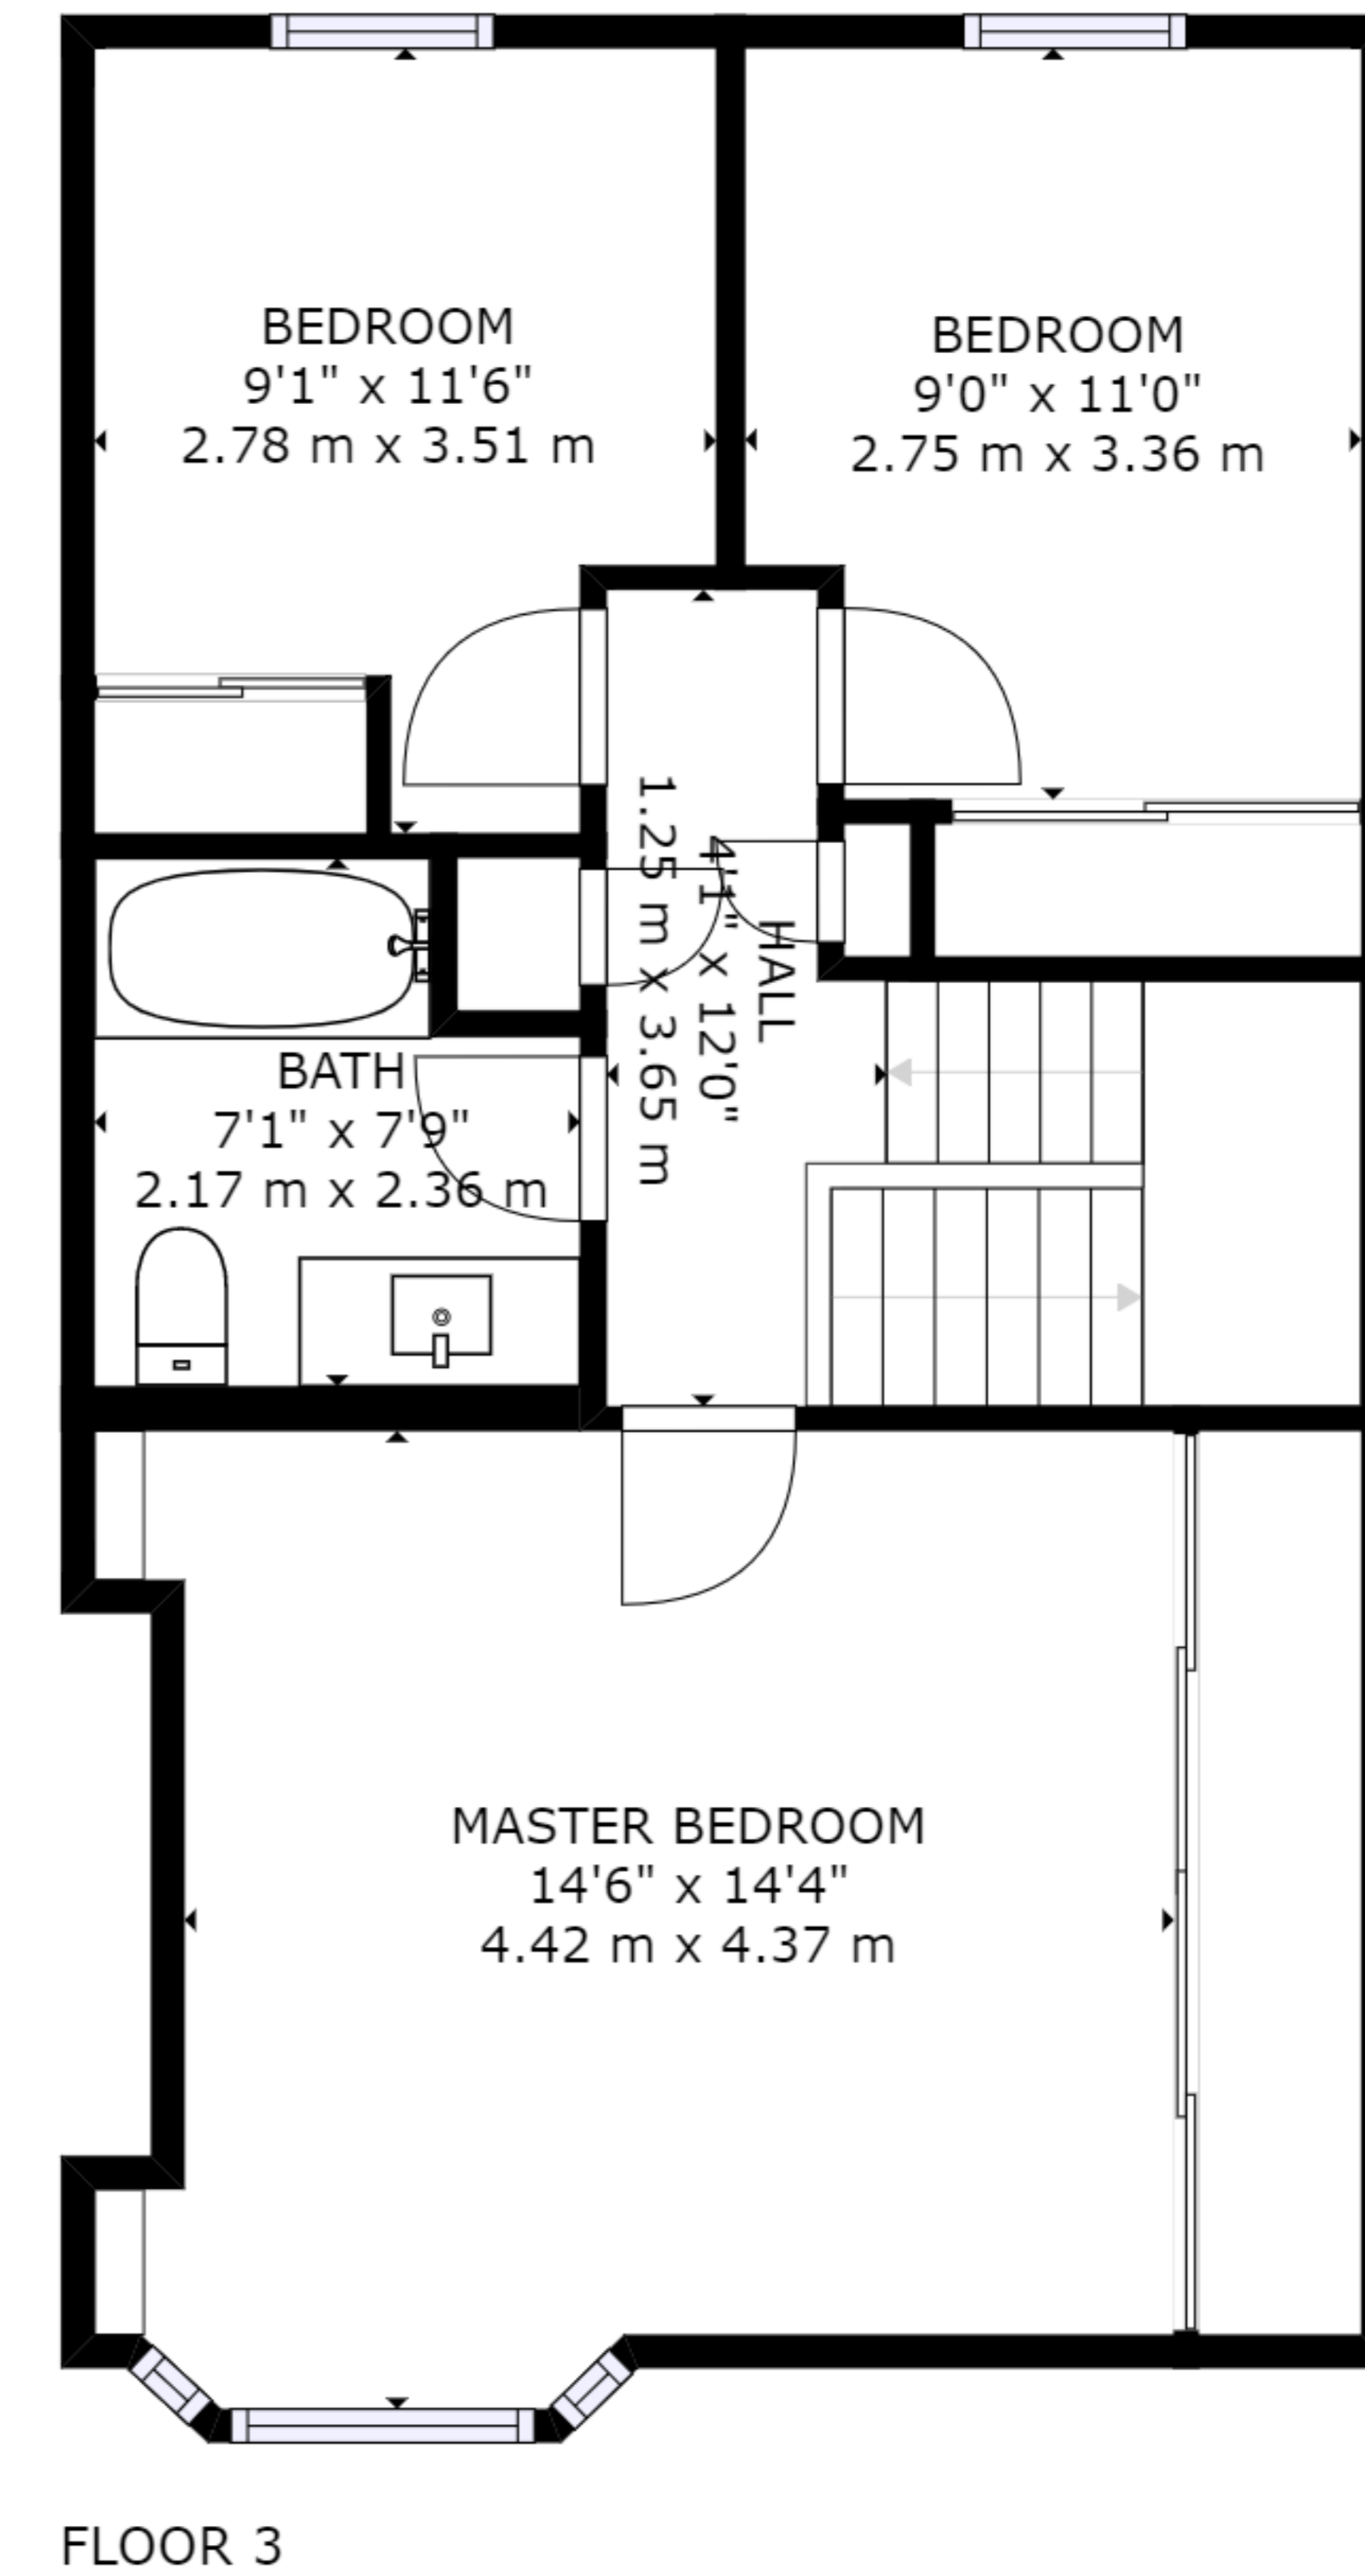 BEDROOM
9'1" x 11'6"
2.78 m x 3.51 m
BEDROOM
9'0" x 11'0"
2.75 m x 3.36 m
HALL
4'1" x 12'0"
1.25 m x 3.65 m
BATH
7'1" x 7'9"
2.17 m x 2.36 m
MASTER BEDROOM
14'6" x 14'4"
4.42 m x 4.37 m
FLOOR 3